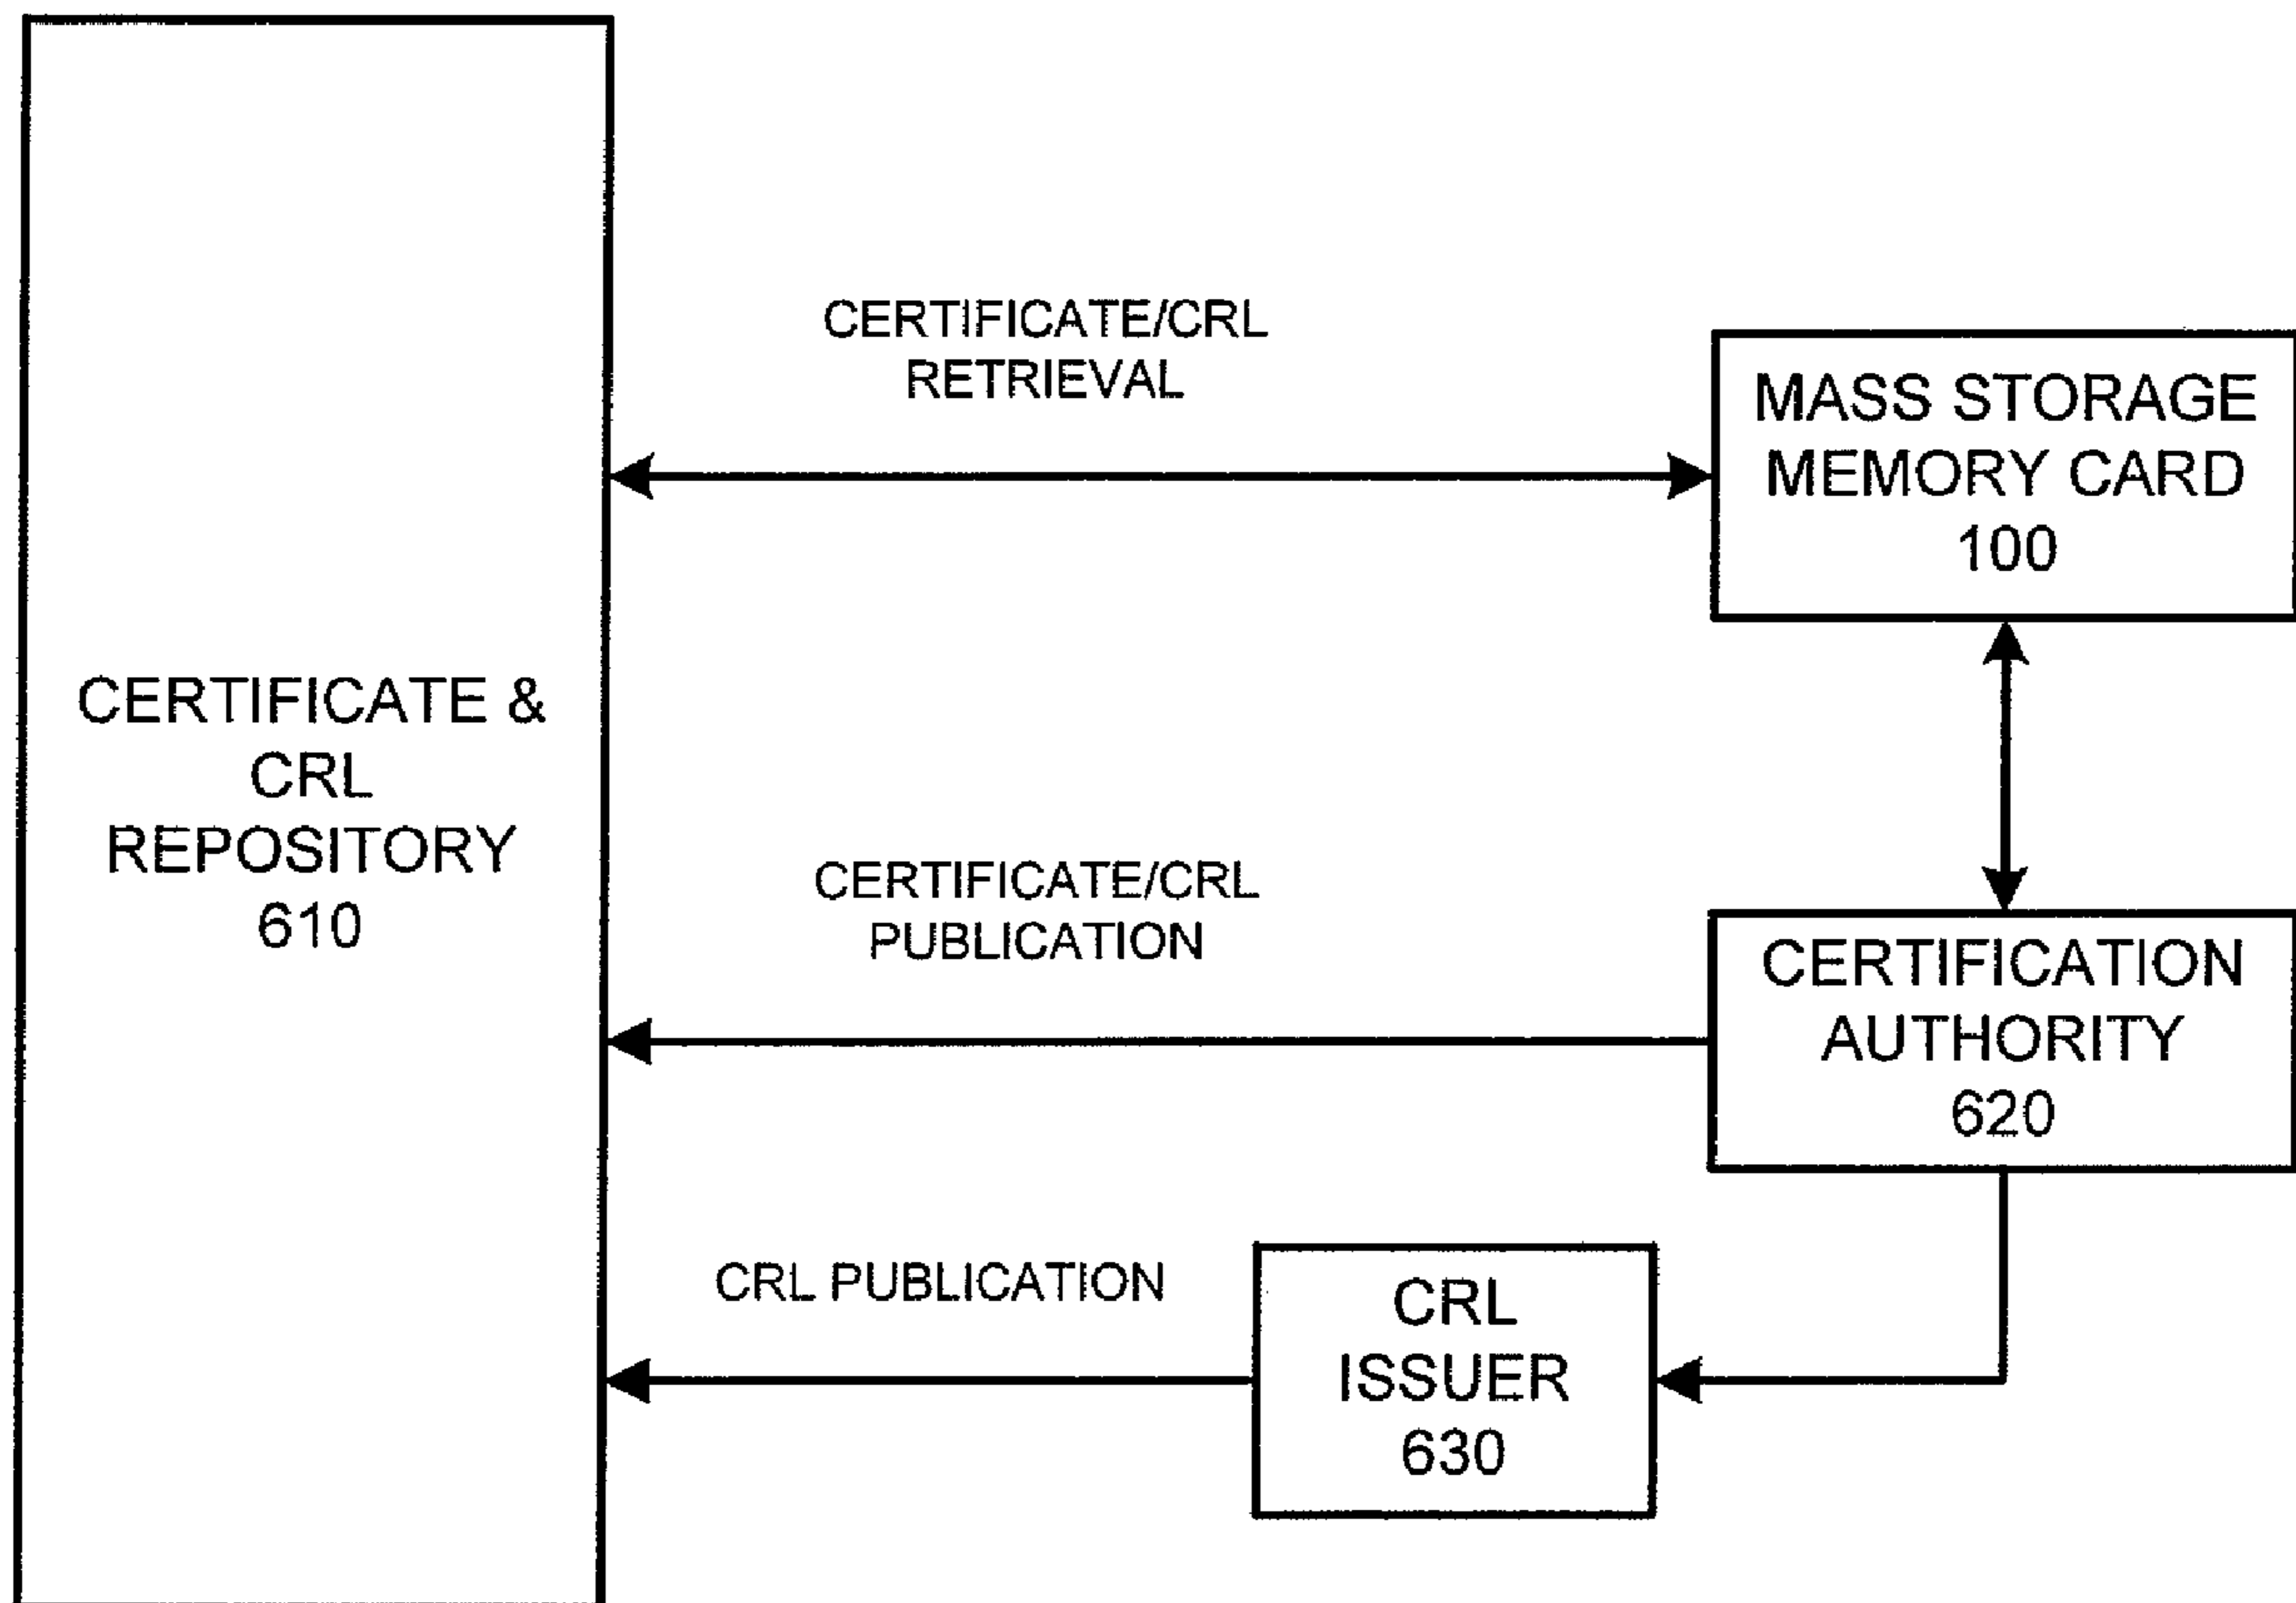 CERTIFICATE &
CRL
REPOSITORY
610
CERTIFICATE/CRL
RETRIEVAL
MASS STORAGE
MEMORY CARD
100
CERTIFICATE/CRL
PUBLICATION
CERTIFICATION
AUTHORITY
620
CRL PUBLICATION
CRL
ISSUER
630